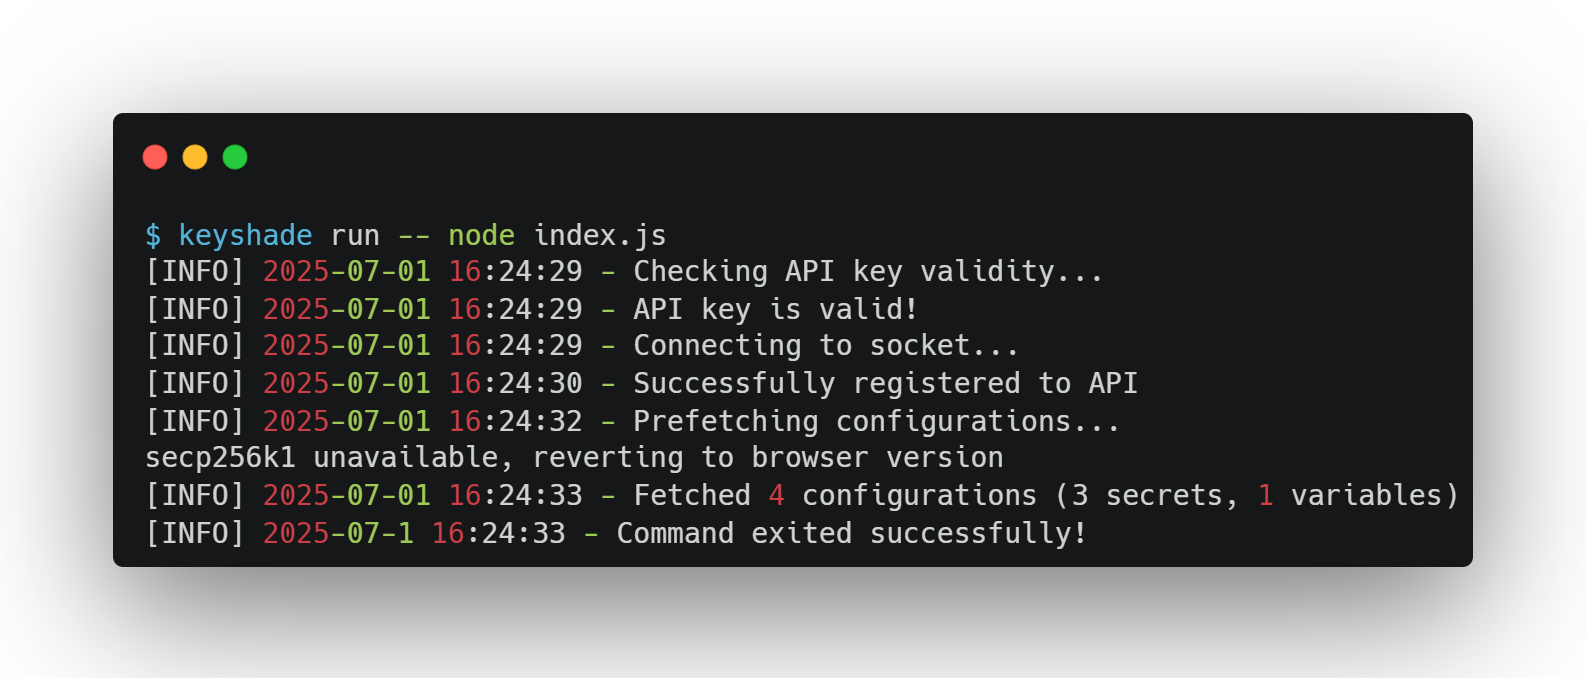 $ keyshade run -- node index.js
[INFO] 2025-07-01 16:24:29 - Checking API key validity...
[INFO] 2025-07-01 16:24:29 - API key is valid!
[INFO] 2025-07-01 16:24:29 - Connecting to socket...
[INFO] 2025-07-01 16:24:30 - Successfully registered to API
[INFO] 2025-07-01 16:24:32 - Prefetching configurations...
secp256k1 unavailable, reverting to browser version
[INFO] 2025-07-01 16:24:33 - Fetched 4 configurations (3 secrets, 1 variables)
[INFO] 2025-07-1 16:24:33 - Command exited successfully!